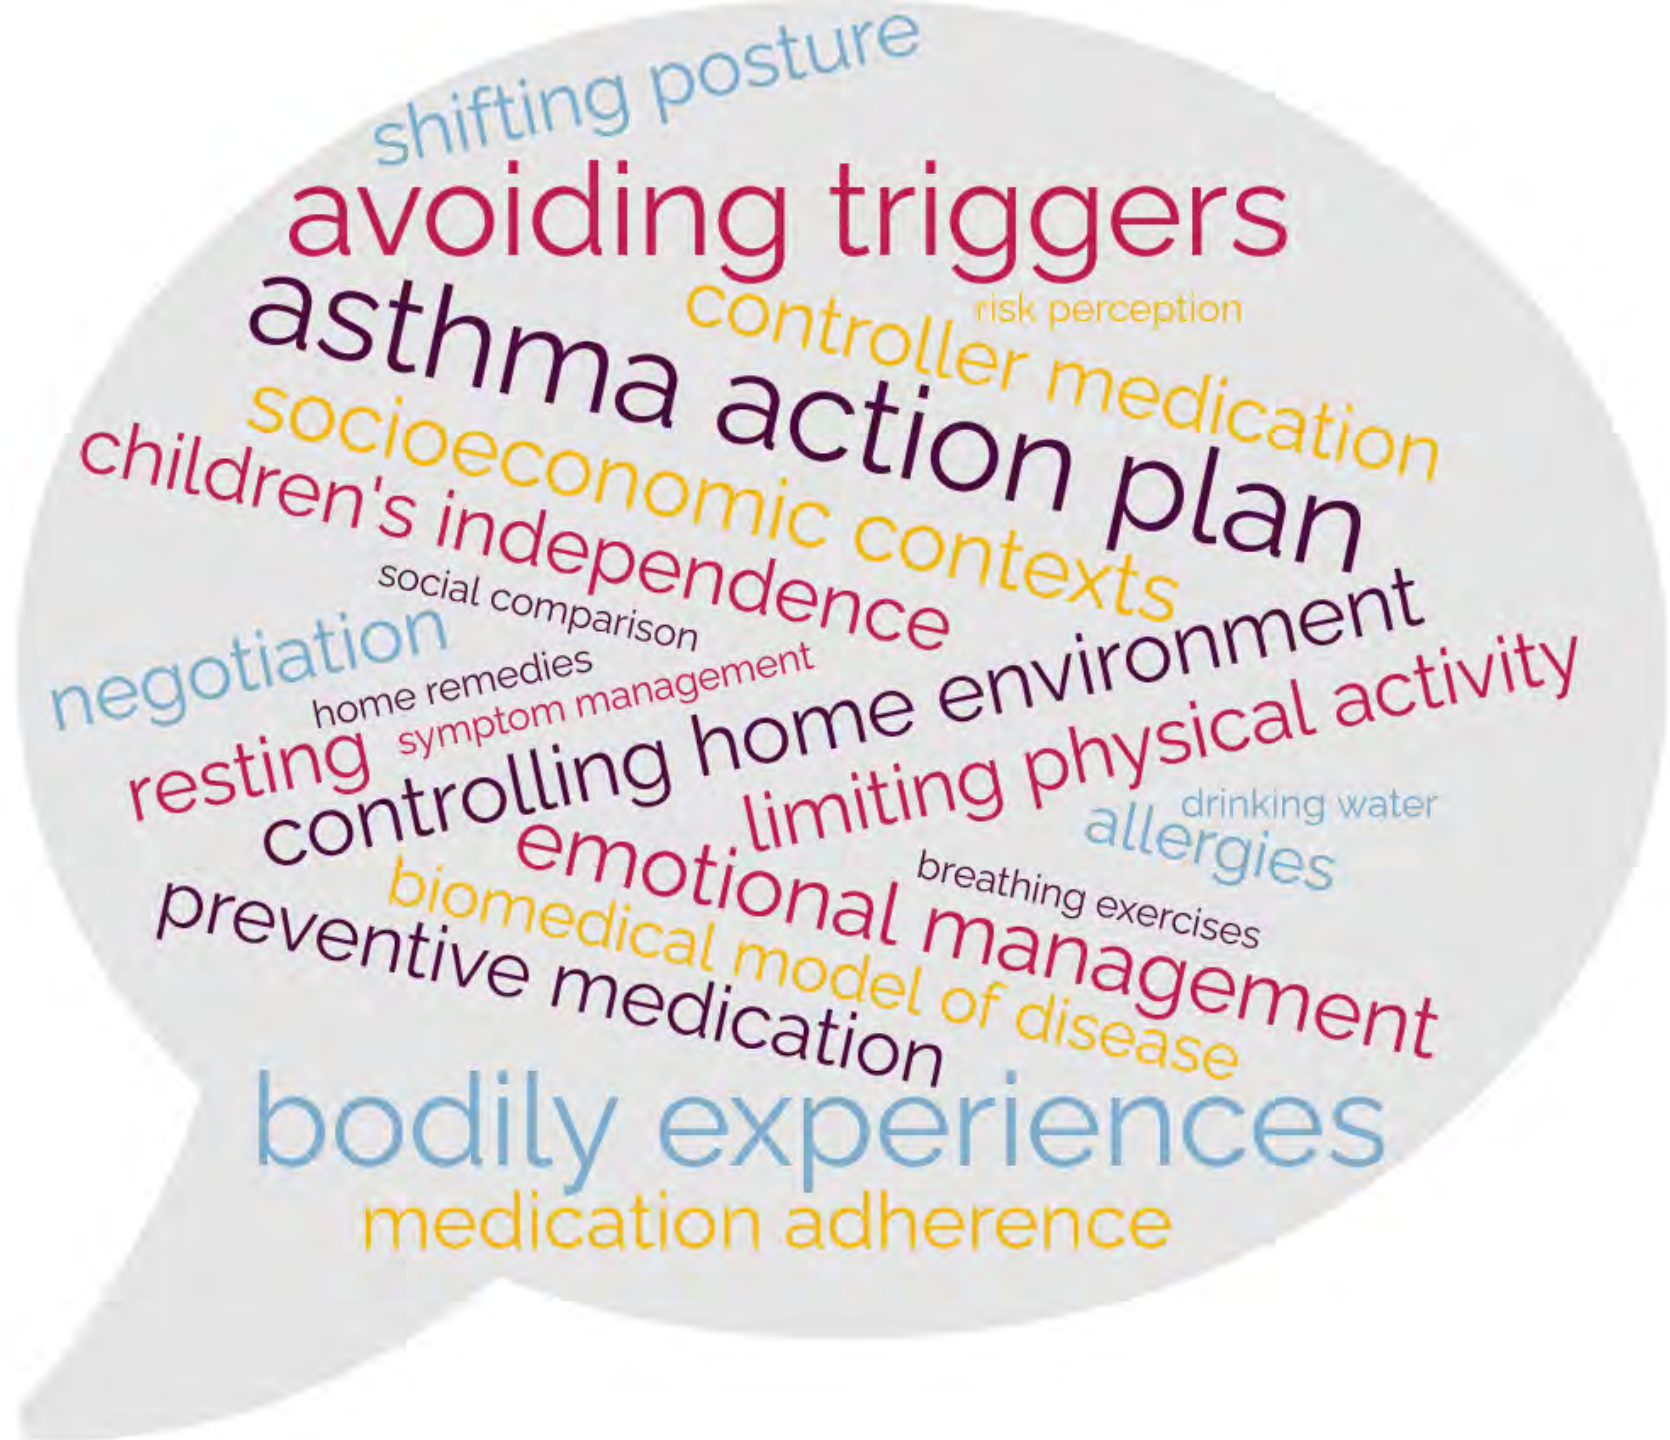 shifting posture
avoiding triggers
asthma action plan
controller medication
risk perception
socioeconomic contexts
children's independence
social comparison
negotiation
home remedies
symptom management
resting
controlling home environment
limiting physical activity
drinking water
allergies
emotional management
breathing exercises
biomedical model of disease
preventive medication
bodily experiences
medication adherence